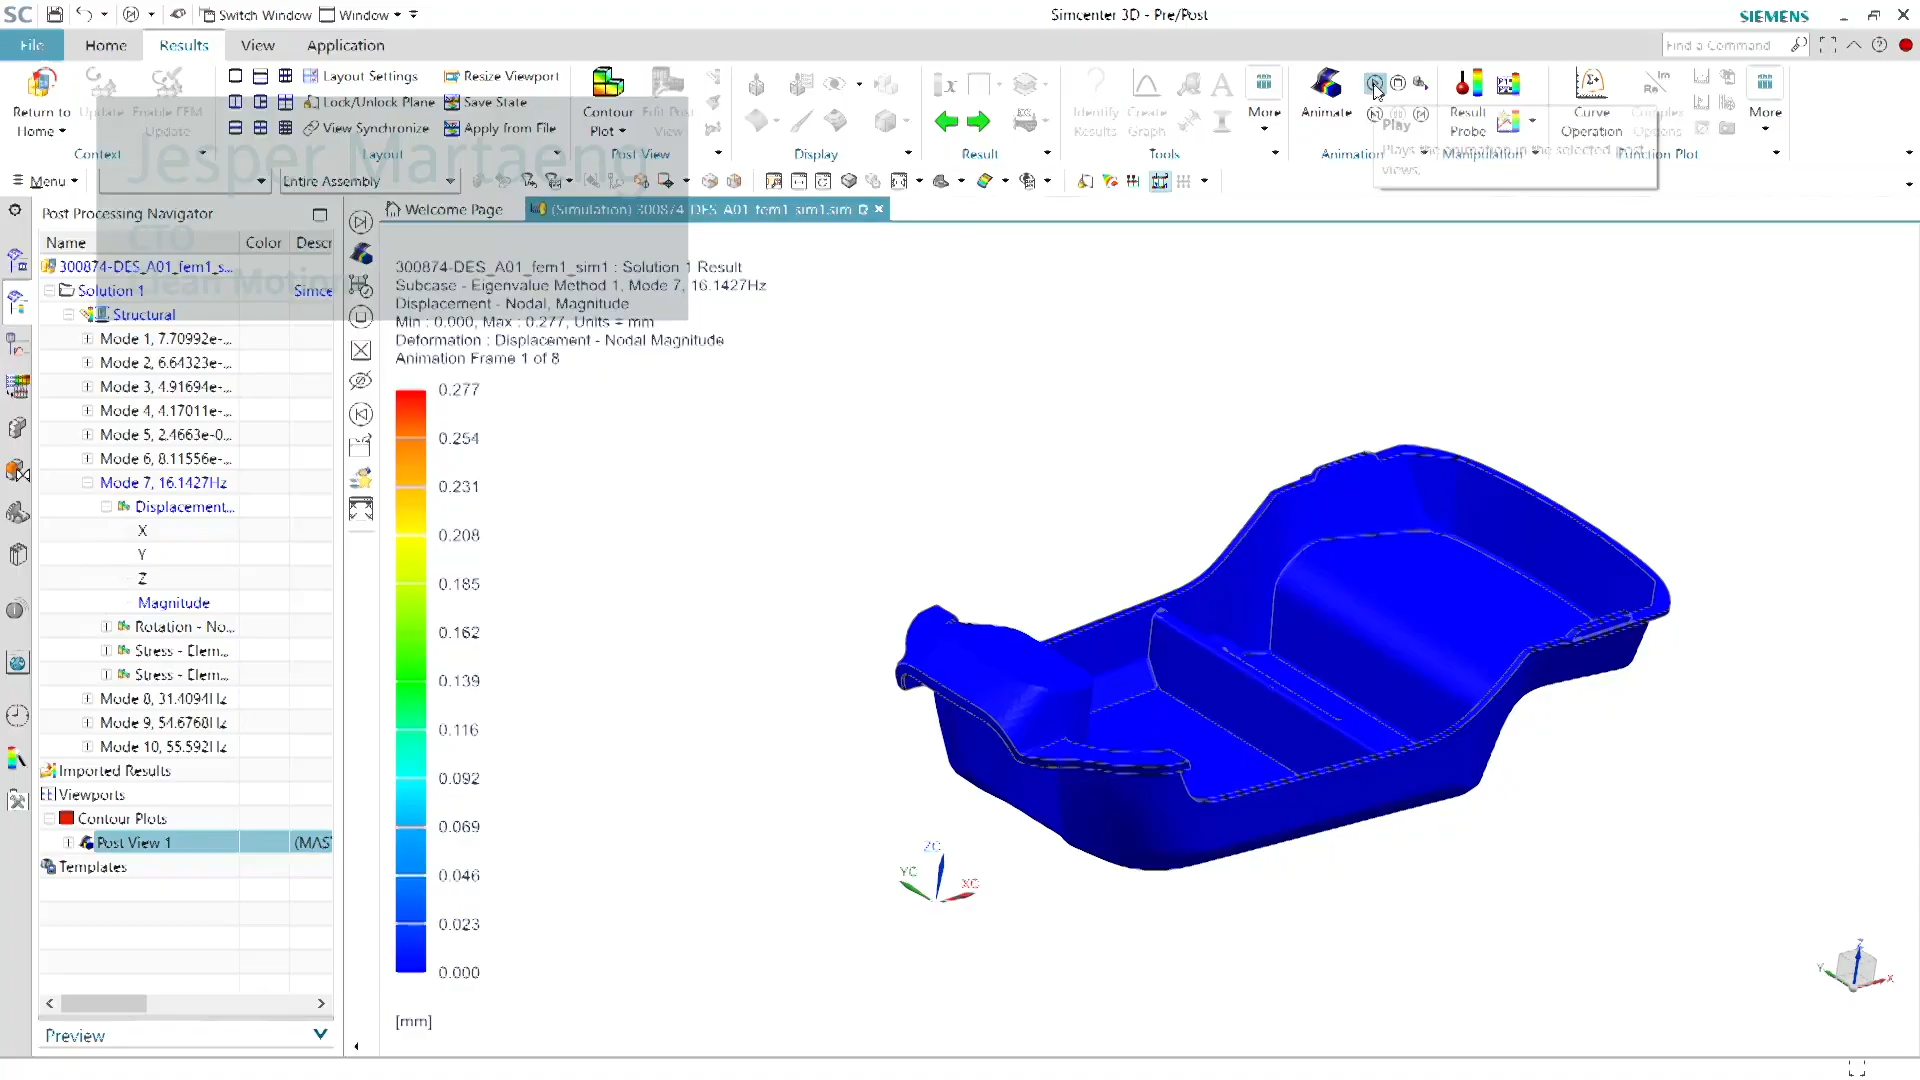 SC Switch Window Window Simcenter 3D - Pre/Post SIEMENS
File Home Results View Application Find a Command
Layout Settings Resize Viewport
Lock/Unlock Plane Save State
View Synchronize Apply from File
Return to Home Update Enable FEM Update
Contour Plot Edit Post View
Identify Results Create Graph More
Animate Result Probe Curve Operation Complex Options More
Play
Plays the animation in the selected post views.
Context Layout Post View Display Result Tools Animation Manipulation Function Plot
Jesper Martaeng
CTO
Clean Motion
Menu Entire Assembly
Welcome Page (Simulation) 300874-DES_A01_fem1_sim1.sim
Post Processing Navigator
Name Color Descr
300874-DES_A01_fem1_s...
Solution 1 Simce
Structural
Mode 1, 7.70992e-...
Mode 2, 6.64323e-...
Mode 3, 4.91694e-...
Mode 4, 4.17011e-...
Mode 5, 2.4663e-0...
Mode 6, 8.11556e-...
Mode 7, 16.1427Hz
Displacement...
X
Y
Z
Magnitude
Rotation - No...
Stress - Elem...
Stress - Elem...
Mode 8, 31.4094Hz
Mode 9, 54.6768Hz
Mode 10, 55.592Hz
Imported Results
Viewports
Contour Plots
Post View 1 (MAS
Templates
Preview
300874-DES_A01_fem1_sim1 : Solution 1 Result
Subcase - Eigenvalue Method 1, Mode 7, 16.1427Hz
Displacement - Nodal, Magnitude
Min : 0.000, Max : 0.277, Units = mm
Deformation : Displacement - Nodal Magnitude
Animation Frame 1 of 8
0.277
0.254
0.231
0.208
0.185
0.162
0.139
0.116
0.092
0.069
0.046
0.023
0.000
[mm]
ZC
YC
XC
Z
Y
X